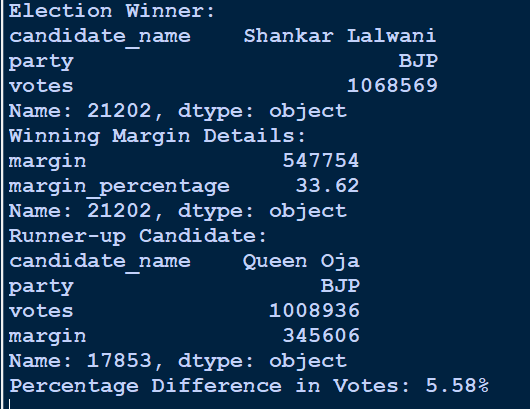 Election Winner:
candidate_name    Shankar Lalwani
party                         BJP
votes                     1068569
Name: 21202, dtype: object
Winning Margin Details:
margin               547754
margin_percentage     33.62
Name: 21202, dtype: object
Runner-up Candidate:
candidate_name    Queen Oja
party                   BJP
votes               1008936
margin               345606
Name: 17853, dtype: object
Percentage Difference in Votes: 5.58%